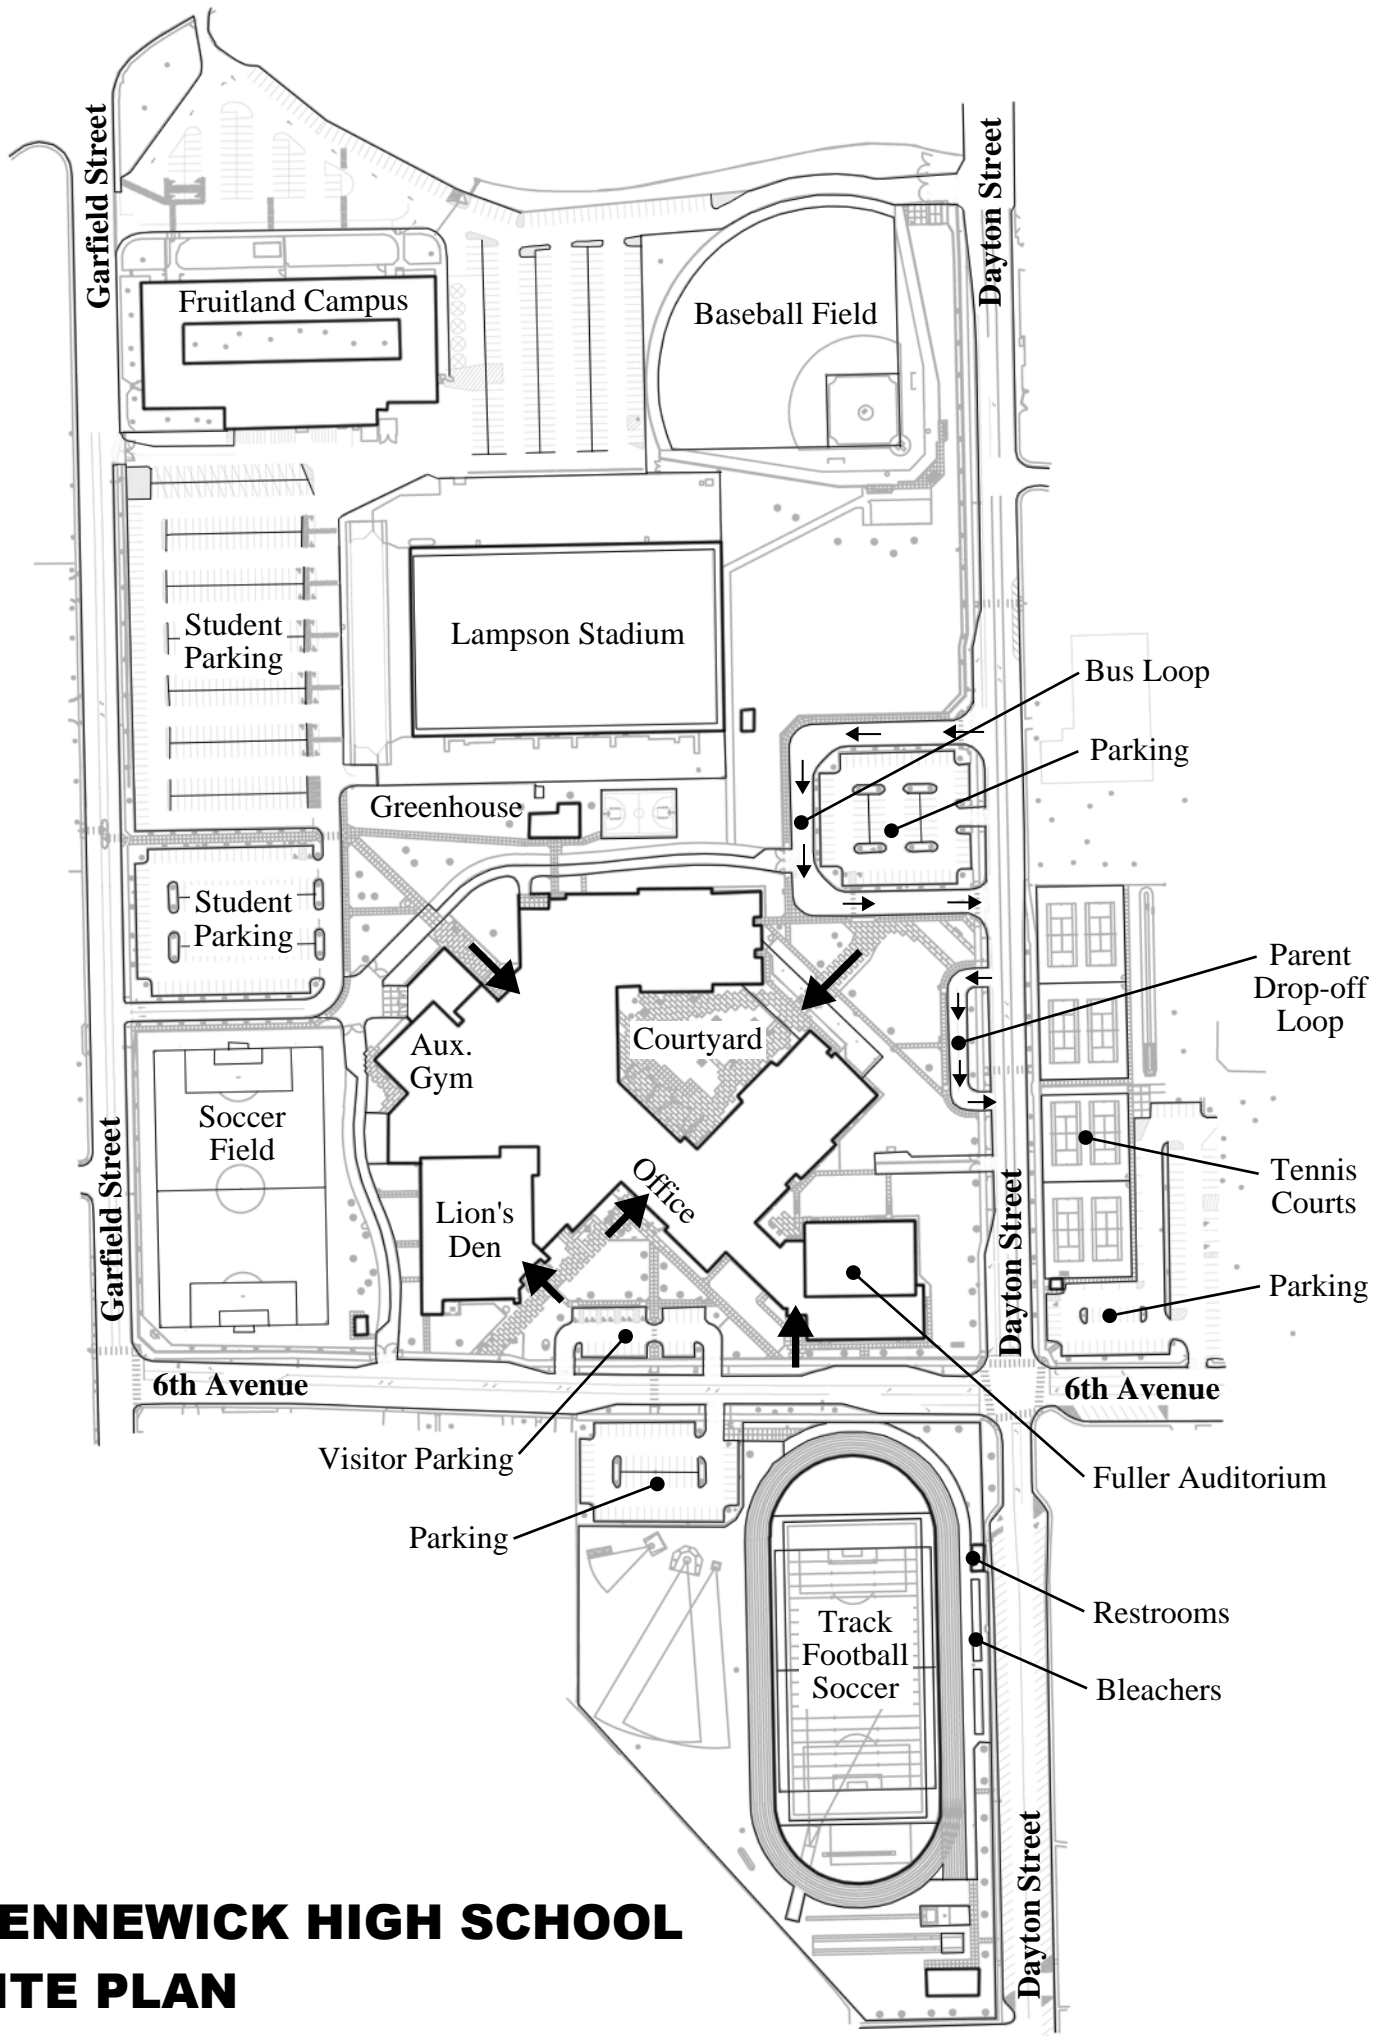 Garfield Street
Dayton Street
Fruitland Campus
Baseball Field
Student
Parking
Lampson Stadium
Bus Loop
Parking
Greenhouse
Student
Parking
Parent
Drop-off
Loop
Courtyard
Aux.
Gym
Soccer
Field
Garfield Street
Office
Lion's
Den
Dayton Street
Tennis
Courts
Parking
6th Avenue
6th Avenue
Visitor Parking
Fuller Auditorium
Parking
Restrooms
Track
Football
Soccer
Bleachers
Dayton Street
ENNEWICK HIGH SCHOOL
ITE PLAN